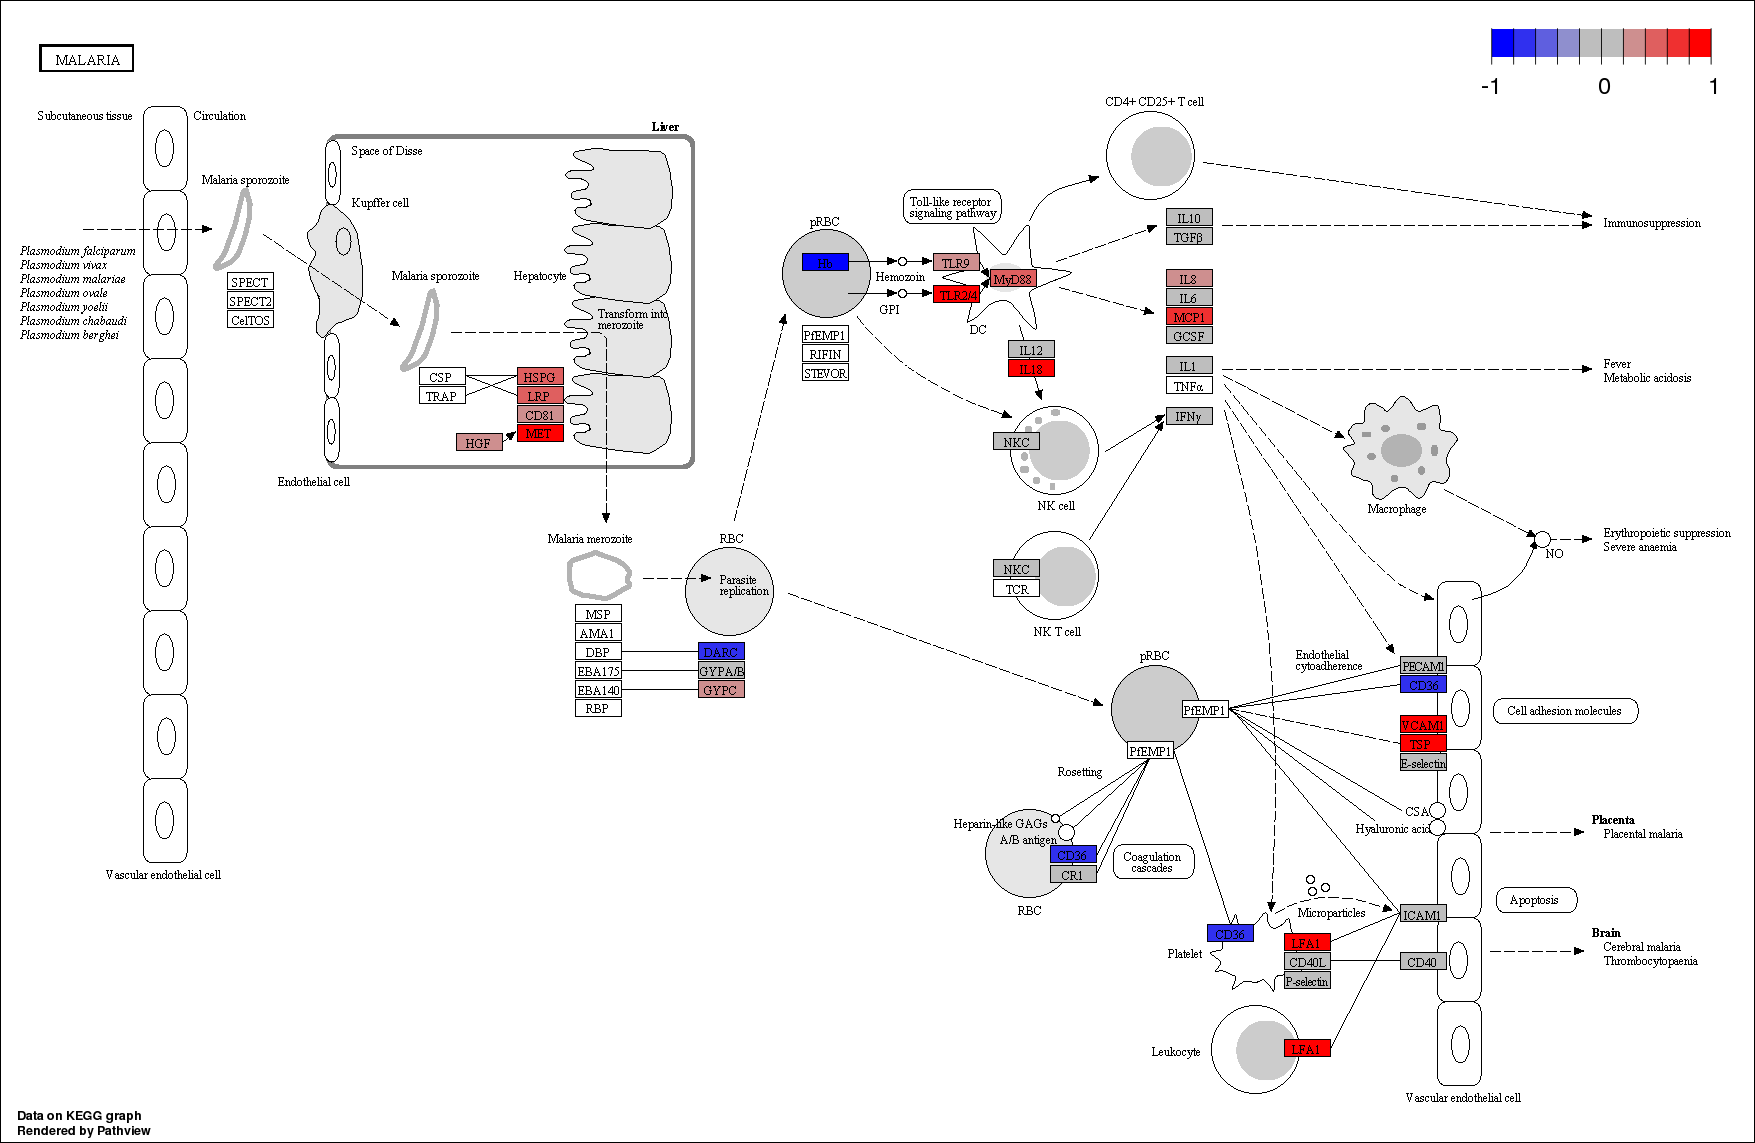 MALARIA
-1
0
1
Subcutaneous tissue
Circulation
Liver
Space of Disse
Malaria sporozoite
Kupffer cell
Plasmodium falciparum
Plasmodium vivax
Plasmodium malariae
Plasmodium ovale
Plasmodium yoelii
Plasmodium chabaudi
Plasmodium berghei
SPECT
SPECT2
CelTOS
Malaria sporozoite
Hepatocyte
Transform into
merozoite
CSP
TRAP
HSPG
LRP
CD81
MET
HGF
Endothelial cell
Vascular endothelial cell
Malaria merozoite
MSP
AMA1
DBP
EBA175
EBA140
RBP
RBC
Parasite
replication
DARC
GYPA/B
GYPC
pRBC
Hemozoin
GPI
PfEMP1
RIFIN
STEVOR
Toll-like receptor
signaling pathway
TLR9
TLR2/4
MyD88
DC
CD4+ CD25+ T cell
IL10
TGFβ
IL8
IL6
MCP1
GCSF
IL12
IL18
IL1
TNFα
IFNγ
NKC
NK cell
NKC
TCR
NK T cell
Immunosuppression
Fever
Metabolic acidosis
Macrophage
NO
Erythropoietic suppression
Severe anaemia
pRBC
PfEMP1
PfEMP1
Endothelial
cytoadherence
PECAM1
CD36
VCAM1
TSP
E-selectin
Cell adhesion molecules
Rosetting
Heparin-like GAGs
A/B antigen
CD36
CR1
RBC
Coagulation
cascades
CSA
Hyaluronic acid
Placenta
Placental malaria
Apoptosis
Microparticles
ICAM1
CD36
Platelet
LFA1
CD40L
P-selectin
CD40
Brain
Cerebral malaria
Thrombocytopaenia
Leukocyte
LFA1
Vascular endothelial cell
Data on KEGG graph
Rendered by Pathview